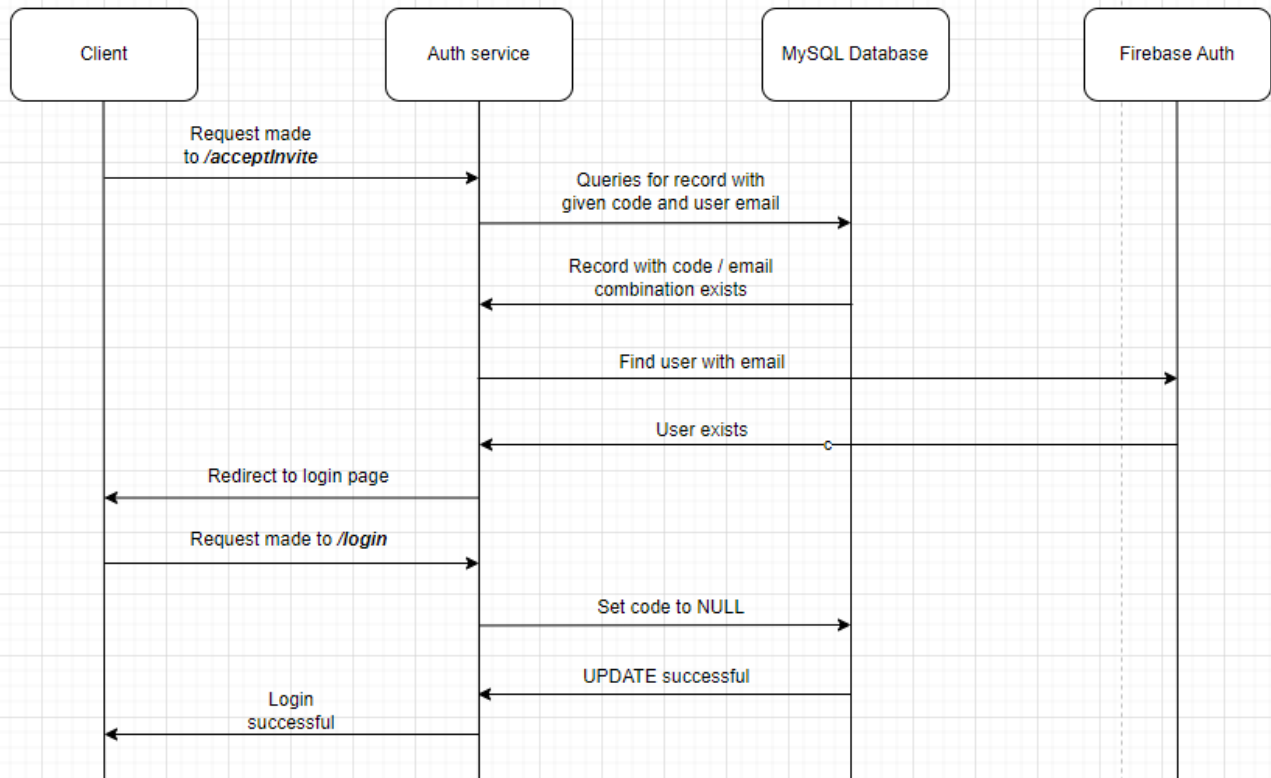 Client
Auth service
MySQL Database
Firebase Auth
Request made
to /acceptInvite
Queries for record with
given code and user email
Record with code / email
combination exists
Find user with email
User exists
c
Redirect to login page
Request made to /login
Set code to NULL
UPDATE successful
Login
successful